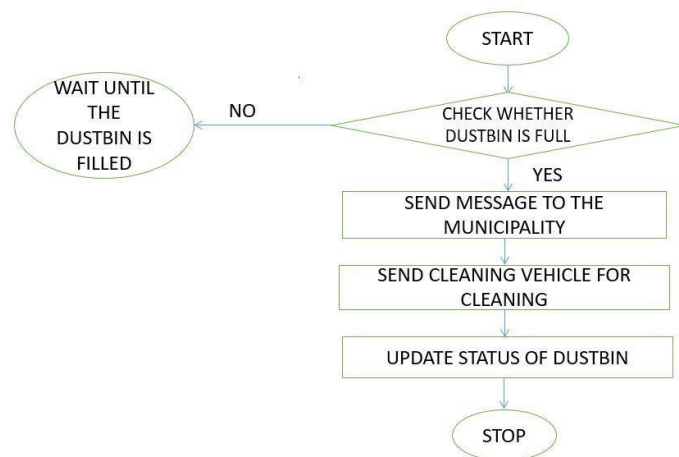 START
WAIT UNTIL
THE
DUSTBIN IS
FILLED
NO
CHECK WHETHER
DUSTBIN IS FULL
YES
SEND MESSAGE TO THE
MUNICIPALITY
SEND CLEANING VEHICLE FOR
CLEANING
UPDATE STATUS OF DUSTBIN
STOP